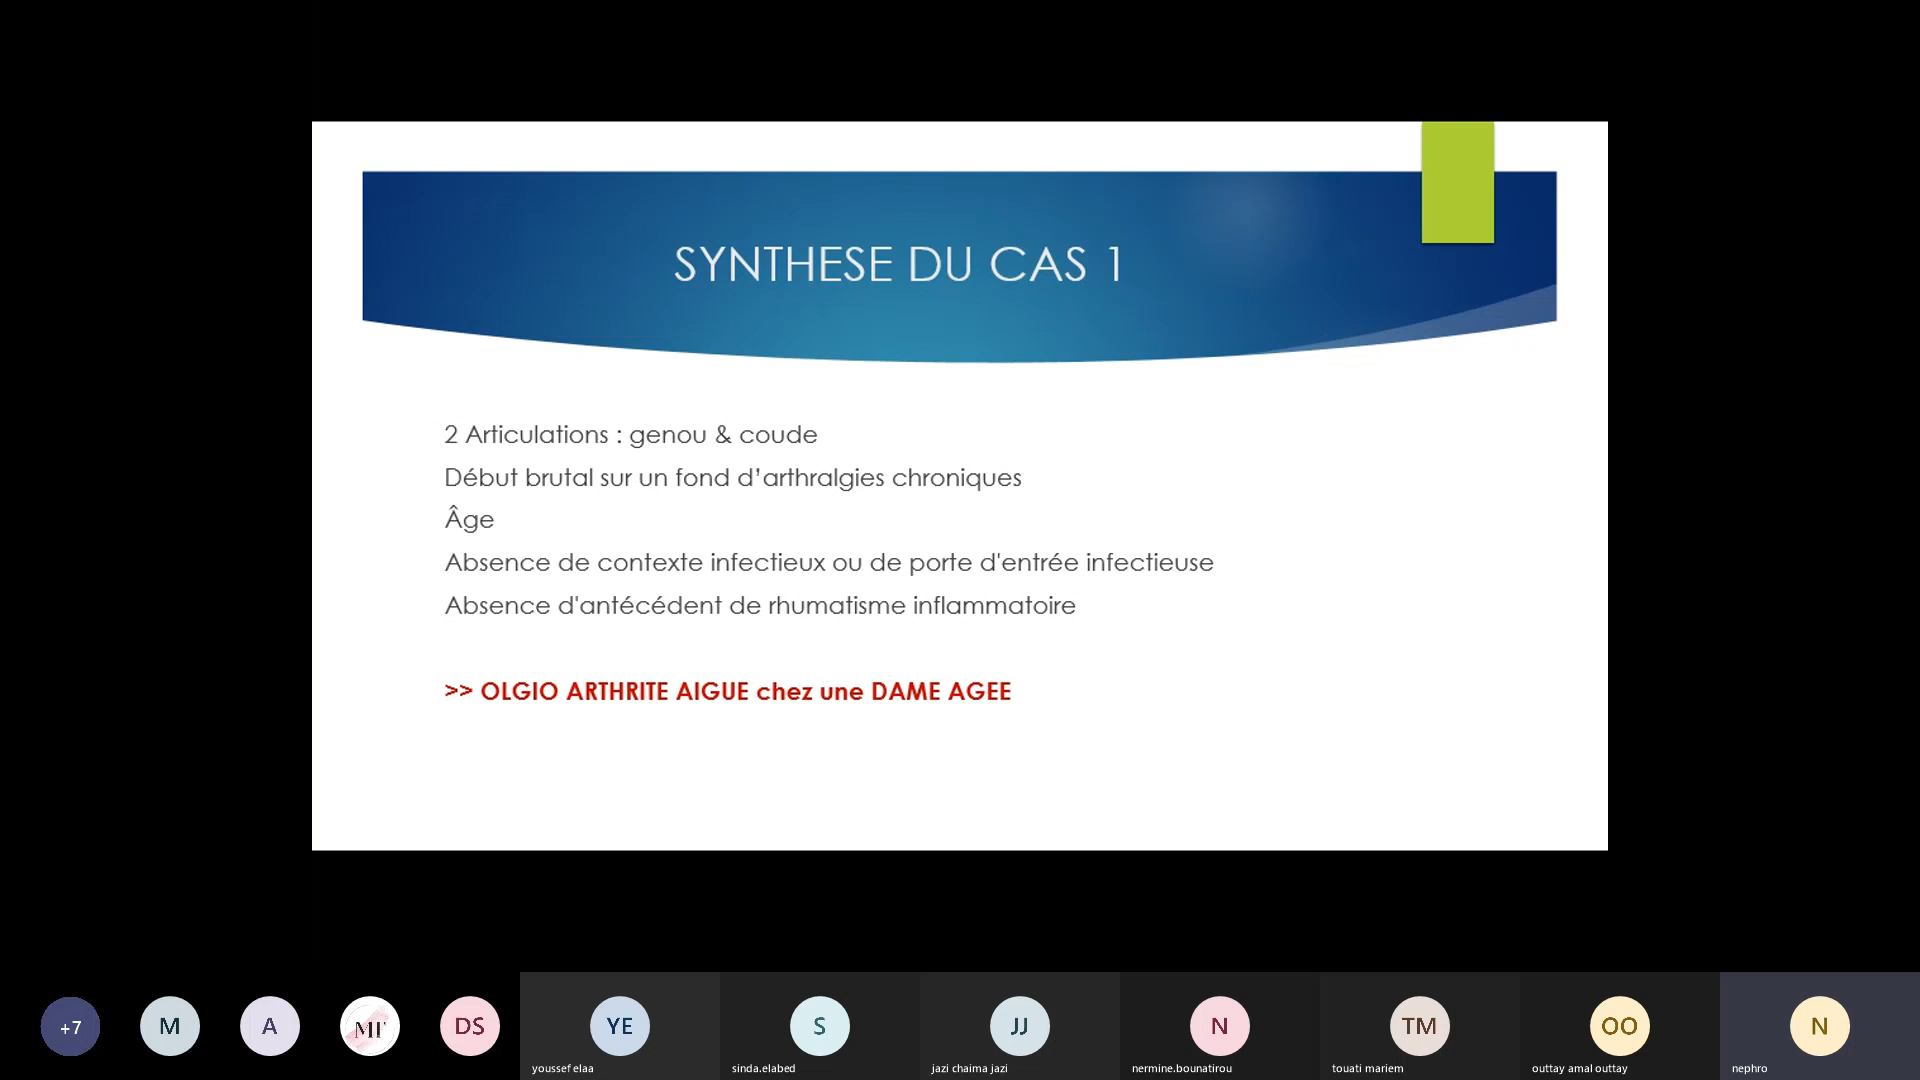 SYNTHESE DU CAS 1
2 Articulations : genou & coude
Début brutal sur un fond d’arthralgies chroniques
Âge
Absence de contexte infectieux ou de porte d'entrée infectieuse
Absence d'antécédent de rhumatisme inflammatoire
>> OLGIO ARTHRITE AIGUE chez une DAME AGEE
+7
M
A
MF
DS
YE
S
JJ
N
TM
OO
N
youssef elaa
sinda.elabed
jazi chaima jazi
nermine.bounatirou
touati mariem
outtay amal outtay
nephro